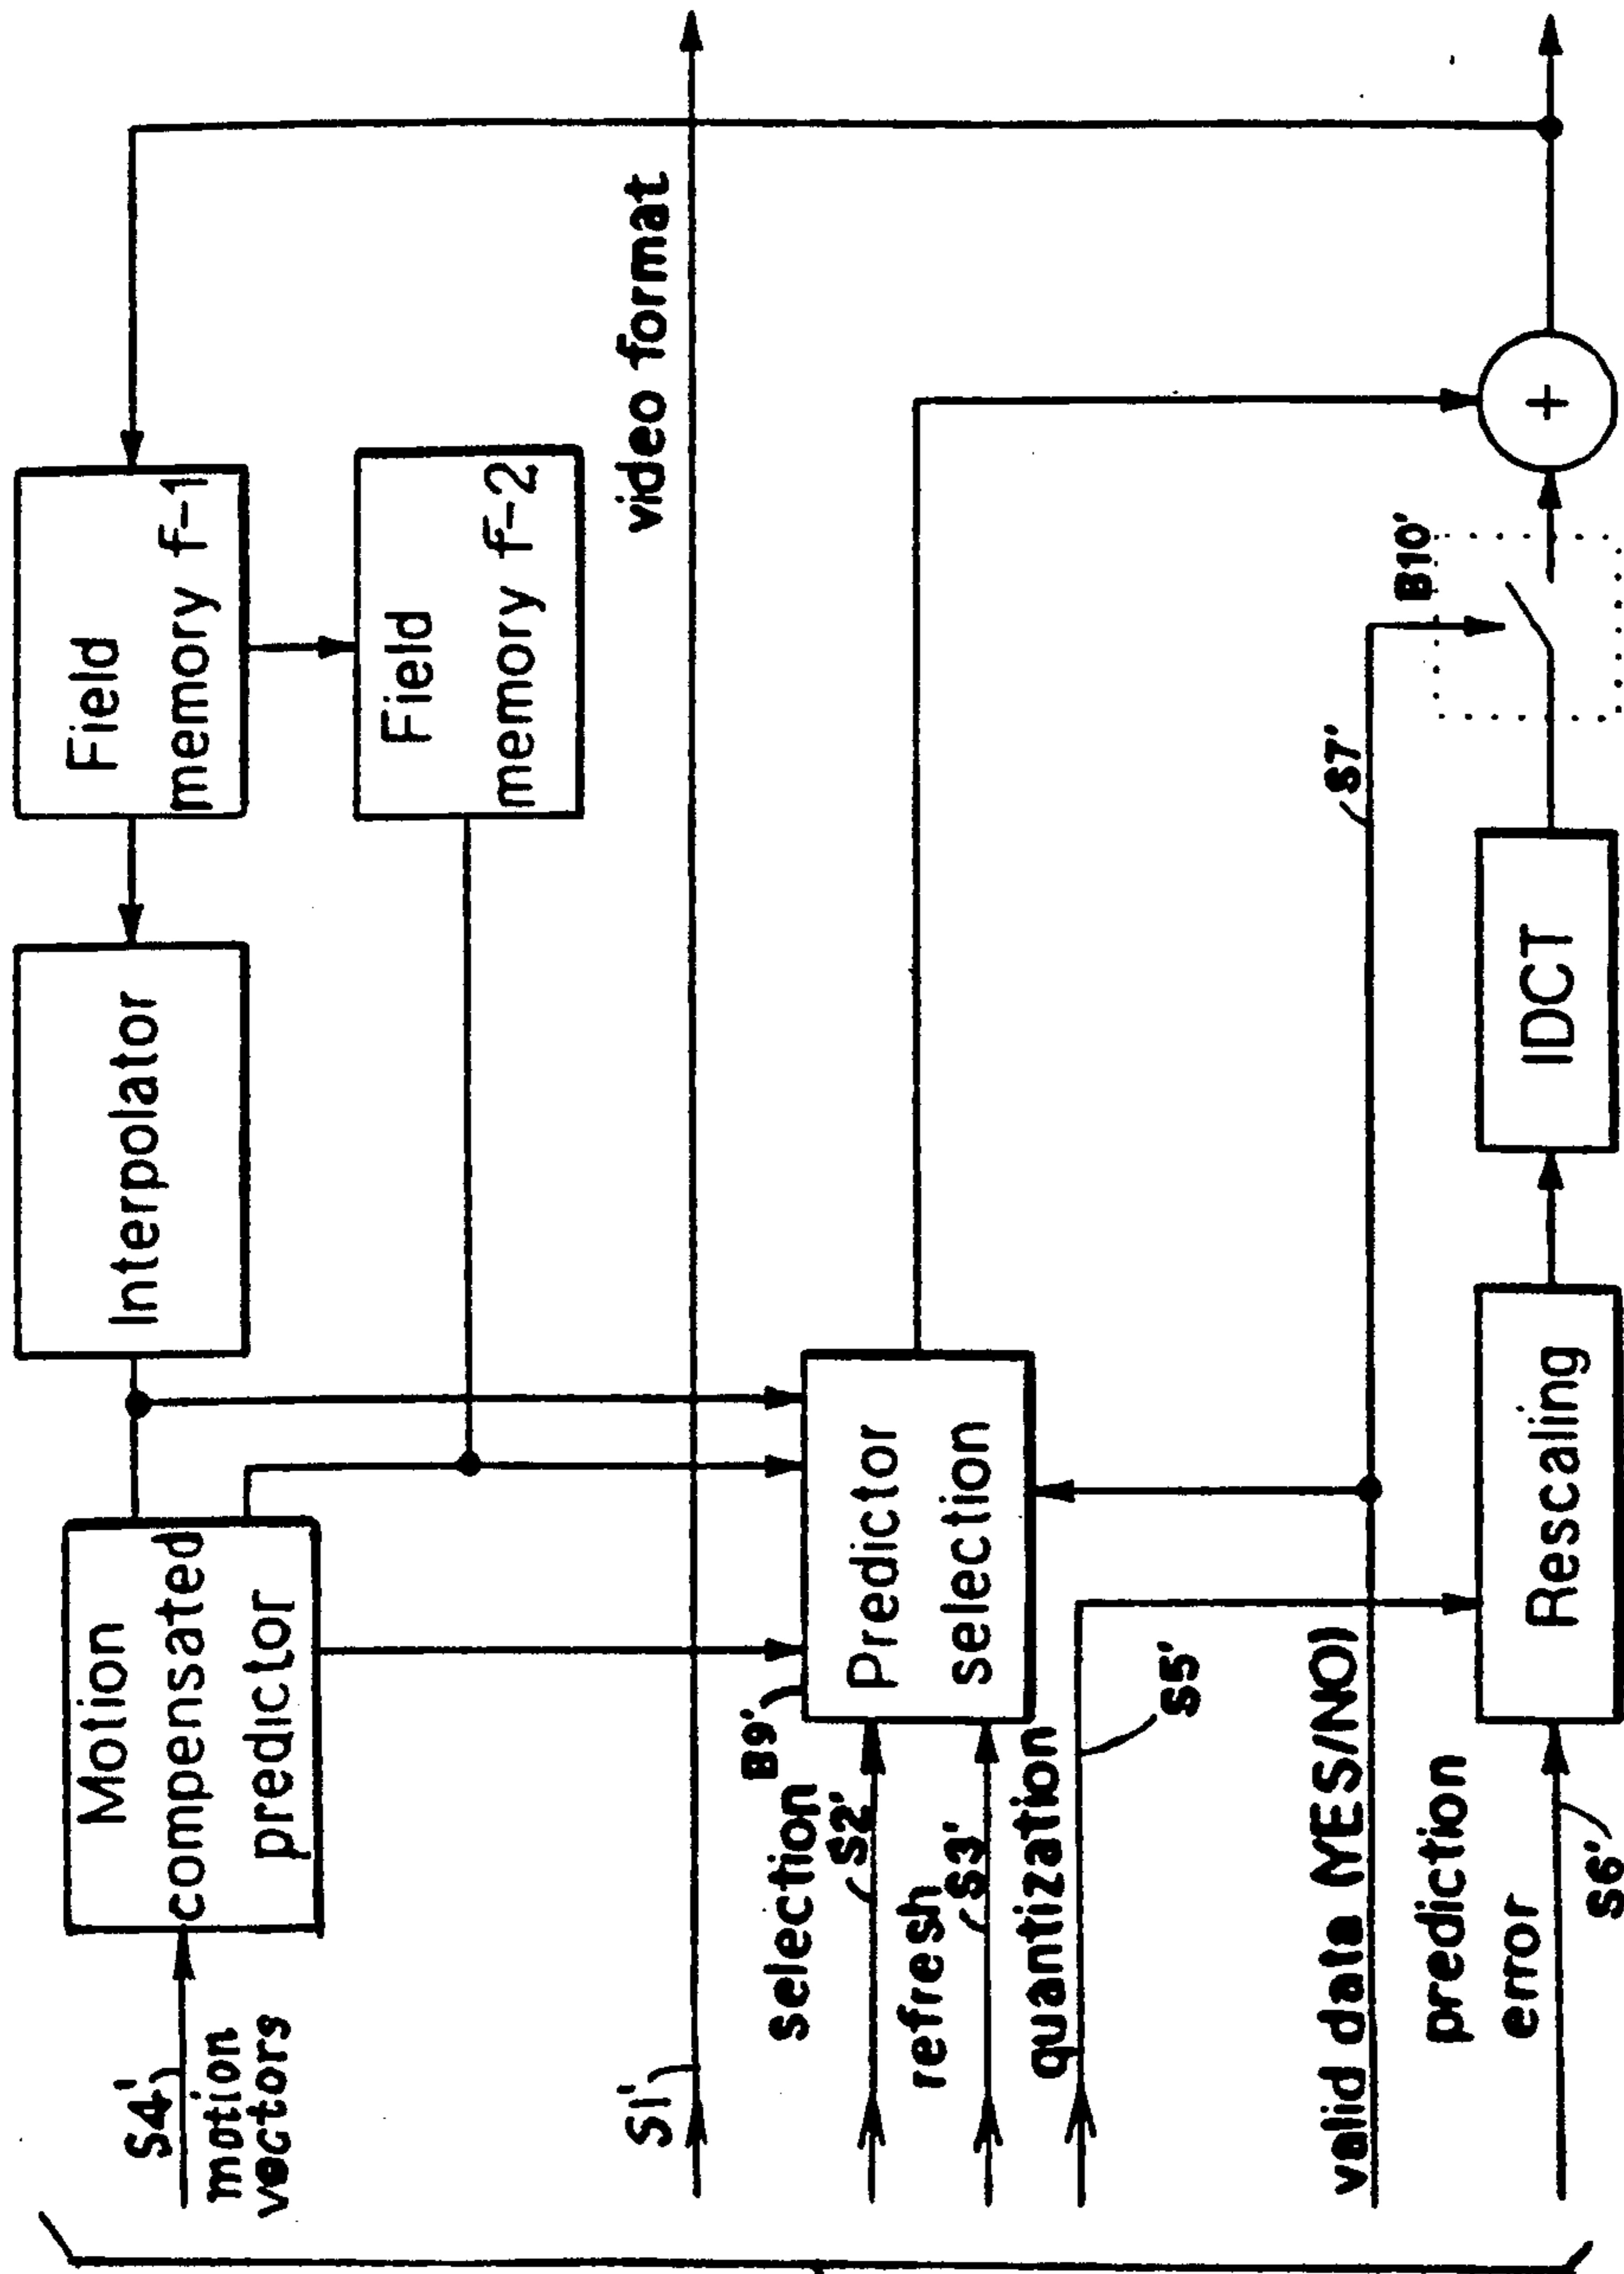 S4'
motion
vectors
Motion
compensated
predictor
Interpolator
Field
memory f-1
Field
memory f-2
S1'
video format
selection
S2'
B9'
refresh
S3'
Predictor
selection
quantization
S5'
valid data (YES/NO)
S7'
B10'
prediction
error
S6'
Rescaling
IDCT
+